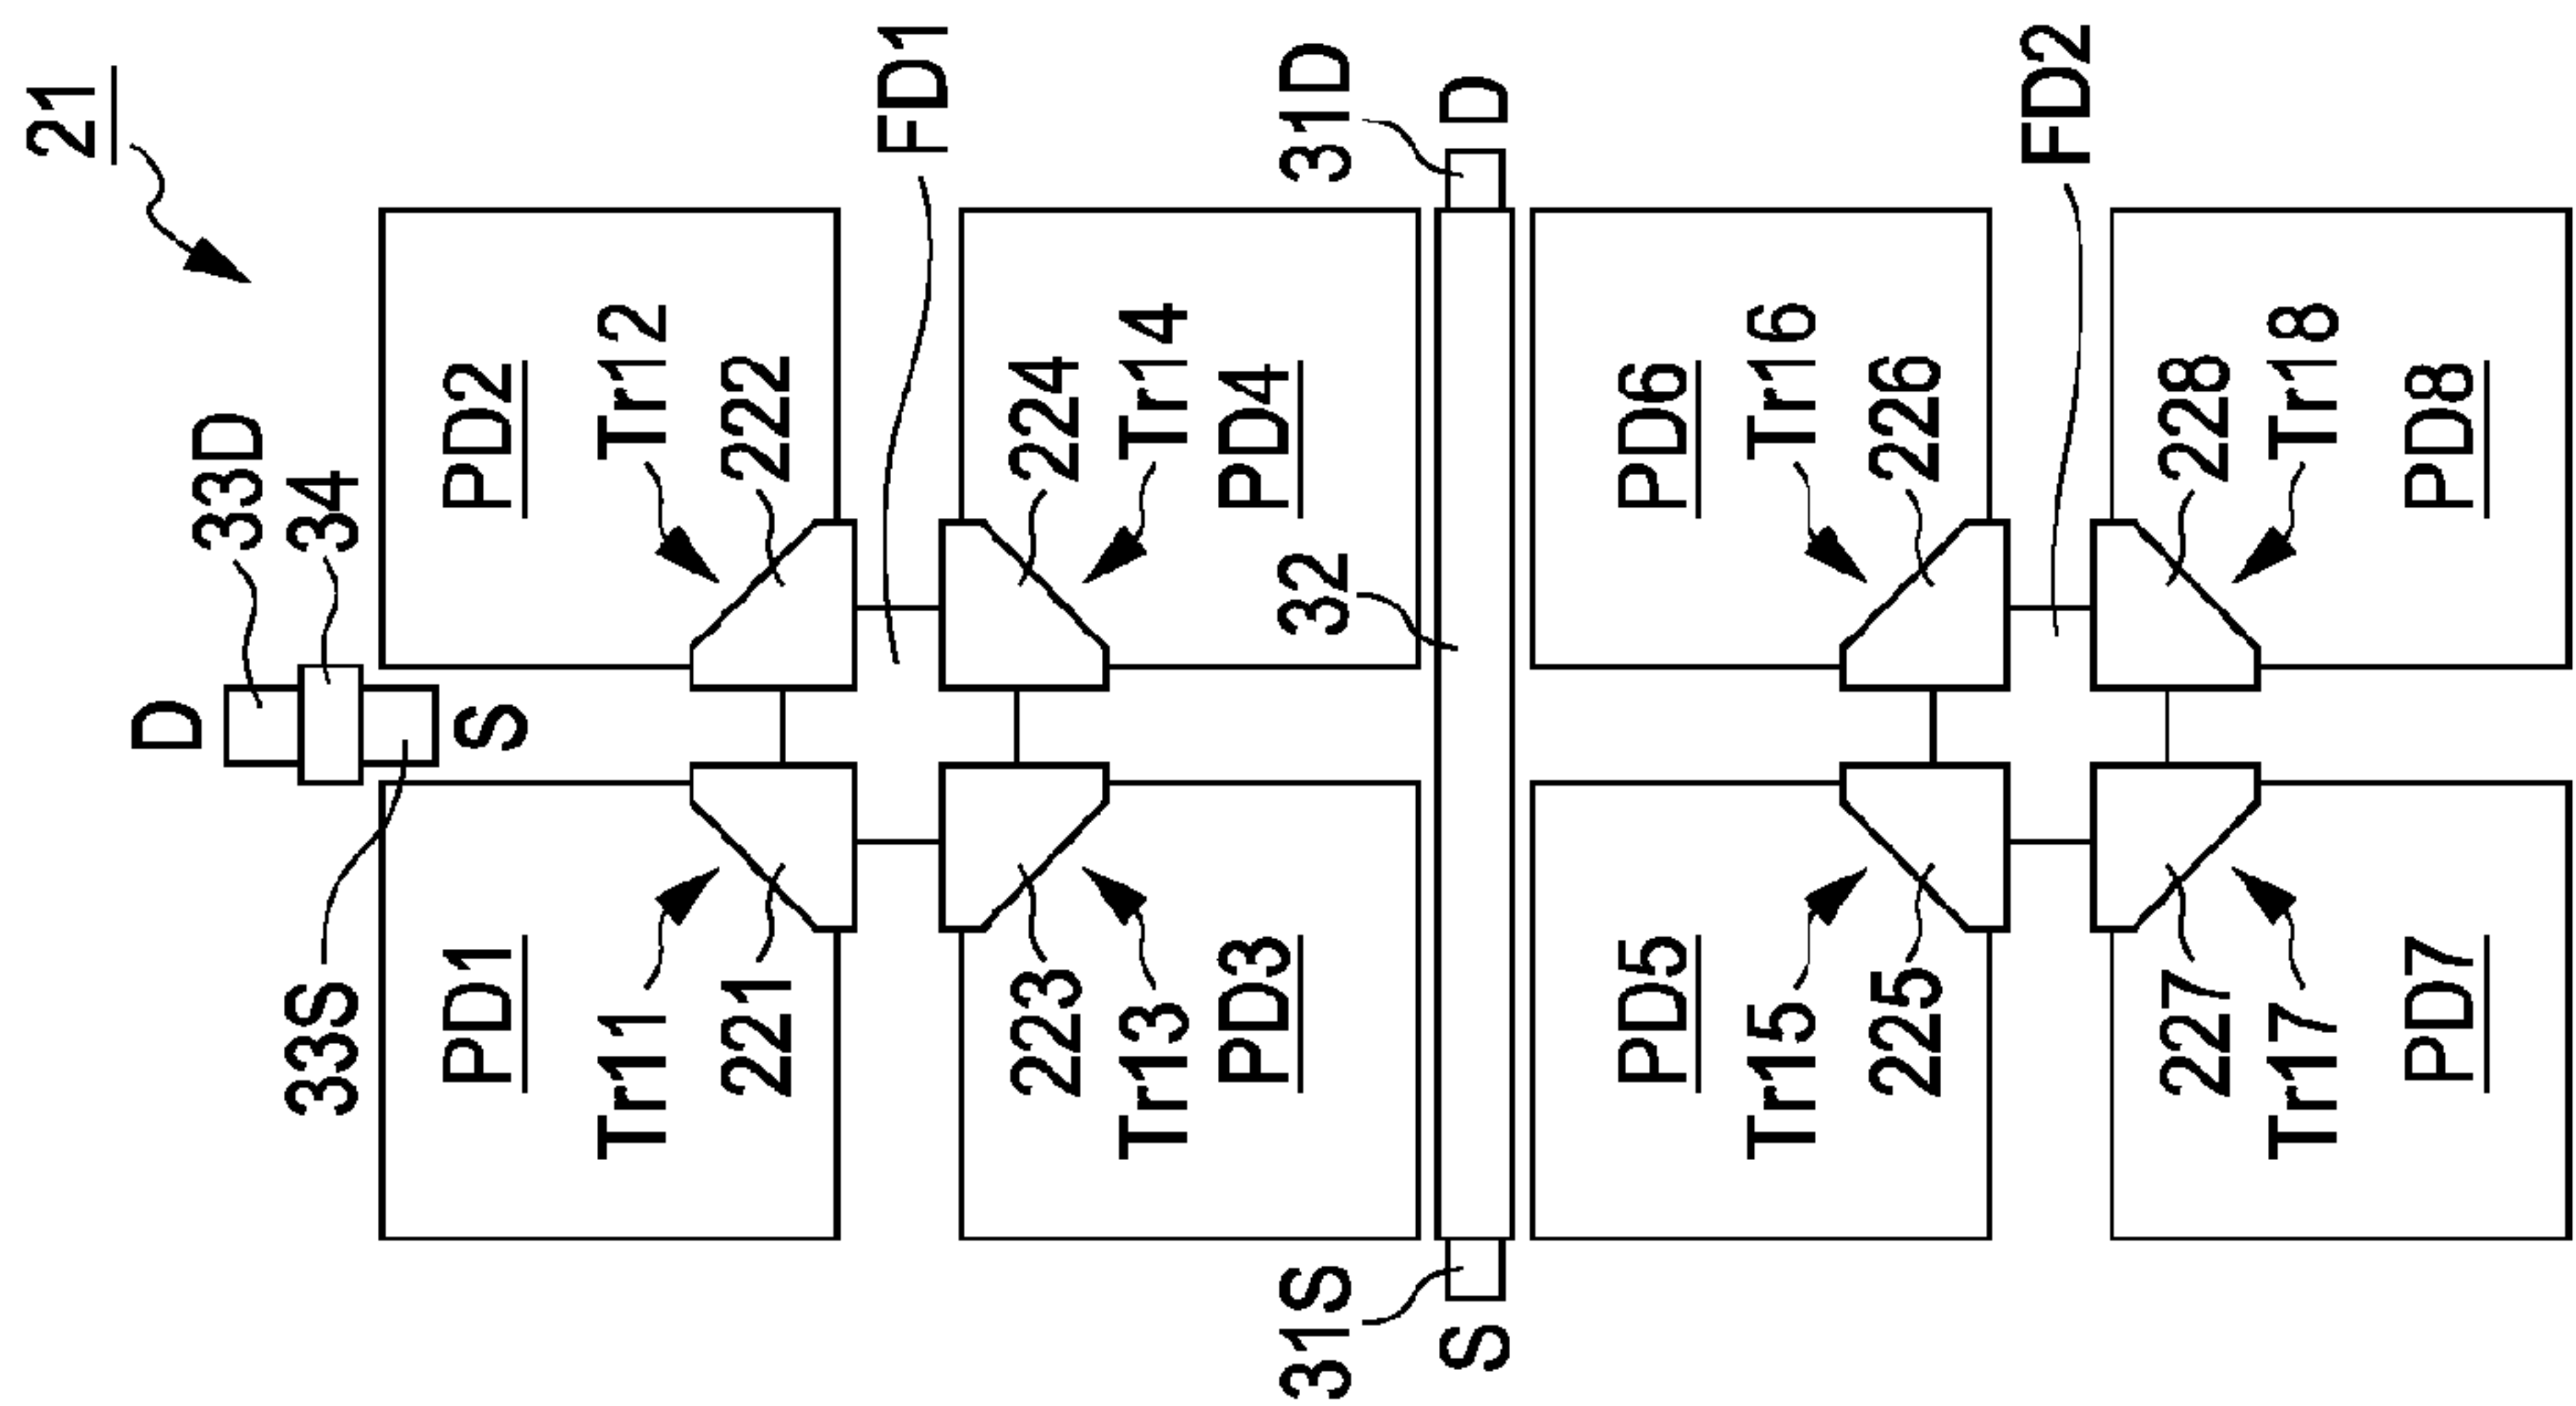 21
D 33D
34
33S
S
PD1 PD2
Tr11 Tr12
221 222
FD1
223 224
Tr13 Tr14
PD3 PD4
31S 32 31D
S D
PD5 PD6
Tr15 Tr16
225 226
FD2
227 228
Tr17 Tr18
PD7 PD8